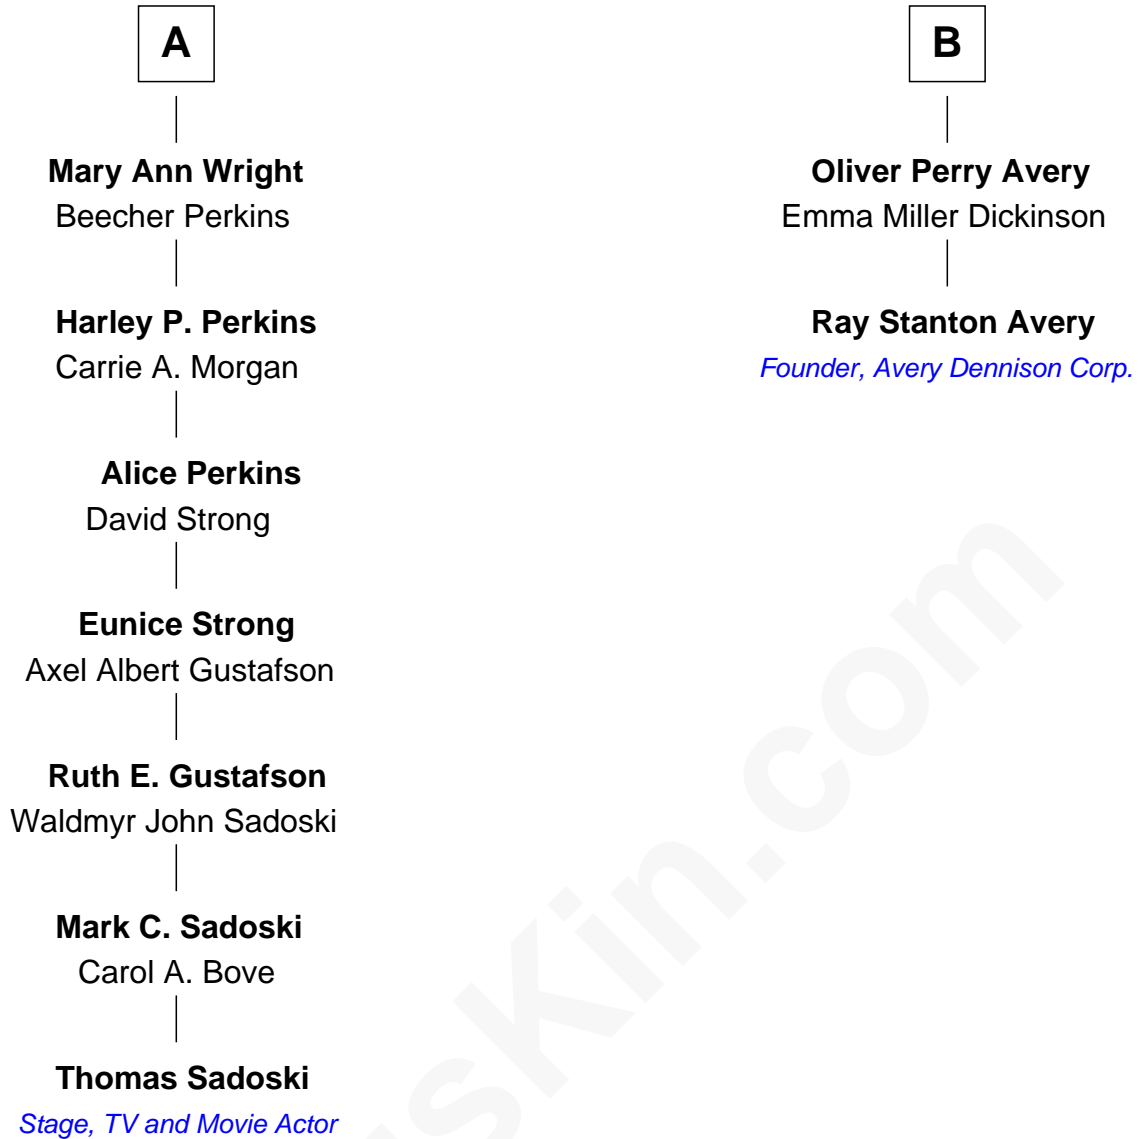 A
Mary Ann Wright
Beecher Perkins
Harley P. Perkins
Carrie A. Morgan
Alice Perkins
David Strong
Eunice Strong
Axel Albert Gustafson
Ruth E. Gustafson
Waldmyr John Sadoski
Mark C. Sadoski
Carol A. Bove
Thomas Sadoski
Stage, TV and Movie Actor
B
Oliver Perry Avery
Emma Miller Dickinson
Ray Stanton Avery
Founder, Avery Dennison Corp.
usKin.com